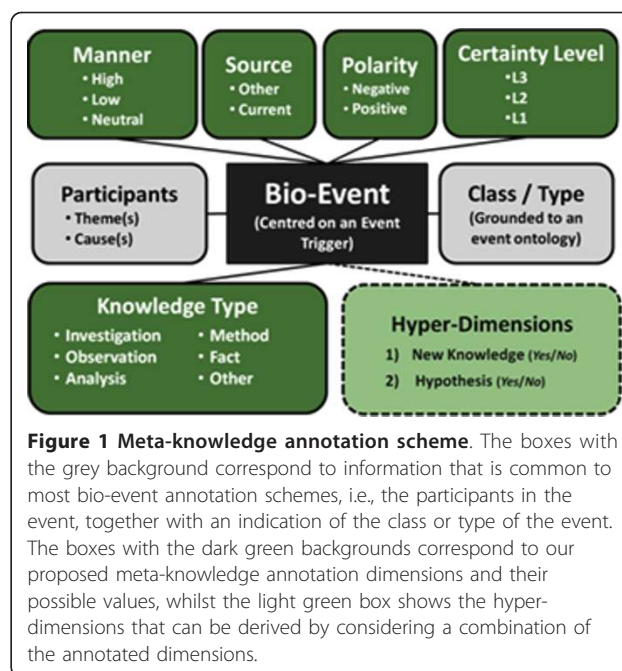 Manner
• High
• Low
• Neutral
Source
• Other
• Current
Polarity
• Negative
• Positive
Certainty Level
• L3
• L2
• L1
Participants
• Theme(s)
• Cause(s)
Bio-Event
(Centred on an Event
Trigger)
Class / Type
(Grounded to an
event ontology)
Knowledge Type
• Investigation
• Observation
• Analysis
• Method
• Fact
• Other
Hyper-Dimensions
1) New Knowledge (Yes/No)
2) Hypothesis (Yes/No)
Figure 1 Meta-knowledge annotation scheme. The boxes with
the grey background correspond to information that is common to
most bio-event annotation schemes, i.e., the participants in the
event, together with an indication of the class or type of the event.
The boxes with the dark green backgrounds correspond to our
proposed meta-knowledge annotation dimensions and their
possible values, whilst the light green box shows the hyper-
dimensions that can be derived by considering a combination of
the annotated dimensions.